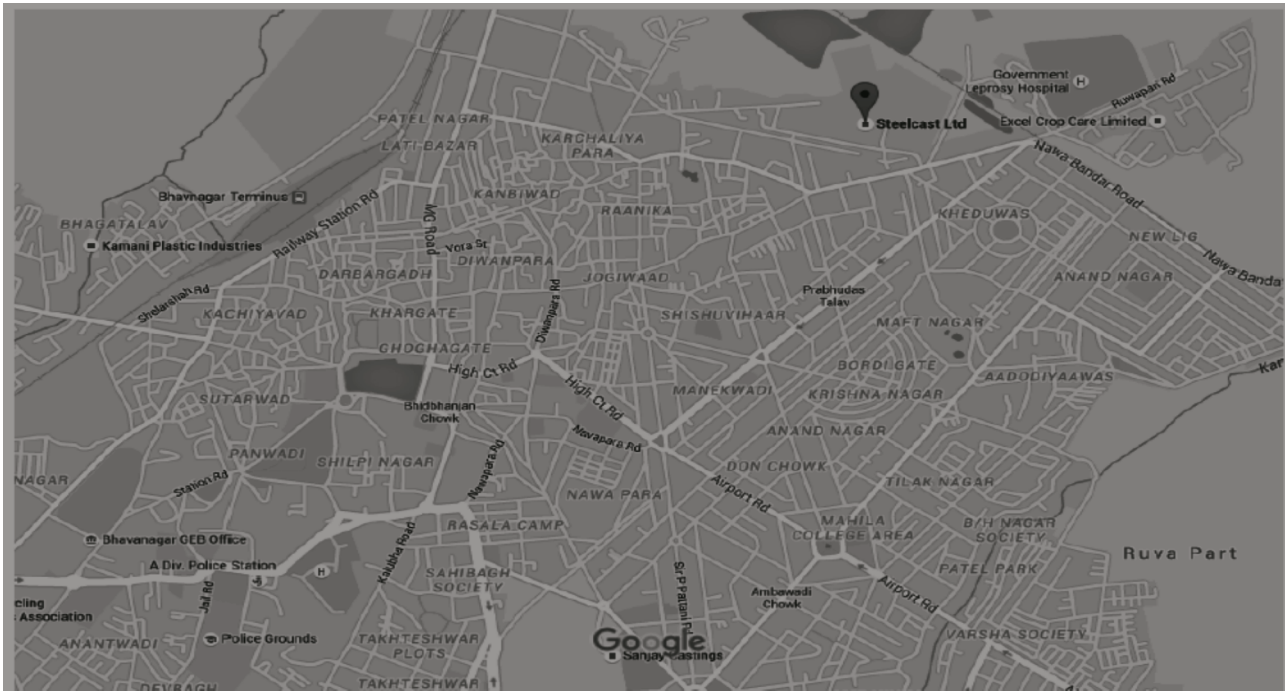 Government
Leprosy Hospital
H
Ruwapari Rd
Excel Crop Care Limited
Steelcast Ltd
PATEL NAGAR
LATI BAZAR
KARCHALIYA
PARA
Nawa Bandar Road
Bhavnagar Terminus
Railway Station Rd
KANBIWAD
RAANIKA
KHEDUWAS
BHAGATALAV
Kamani Plastic Industries
MG Road
Vora St
DIWANPARA
NEW LIG
Nawa Banda
DARBARGADH
JOGIWAAD
ANAND NAGAR
Shelarshah Rd
KACHIYAVAD
KHARGATE
Diwanpara Rd
Prabhudas
Talav
SHISHUVIHAAR
MAFT NAGAR
GHOGHAGATE
High Ct Rd
BORDI GATE
AADODIYAAWAS
Kar
SUTARWAD
High Ct Rd
MANEKWADI
KRISHNA NAGAR
Bhidbhanjan
Chowk
Navapara Rd
ANAND NAGAR
PANWADI
SHILPI NAGAR
Nawapara Rd
DON CHOWK
NAGAR
Station Rd
NAWA PARA
Airport Rd
TILAK NAGAR
RASALA CAMP
MAHILA
COLLEGE AREA
B/H NAGAR
SOCIETY
Bhavanagar GEB Office
Kalubha Road
Ruva Part
A Div. Police Station
H
SAHIBAGH
SOCIETY
PATEL PARK
Jail Rd
Sir P Pattani Rd
Ambawadi
Chowk
Airport Rd
cling
s Association
ANANTWADI
Police Grounds
TAKHTESHWAR
PLOTS
Google
Sanjay Castings
VARSHA SOCIETY
DEVBAGH
TAKHTESHWAR